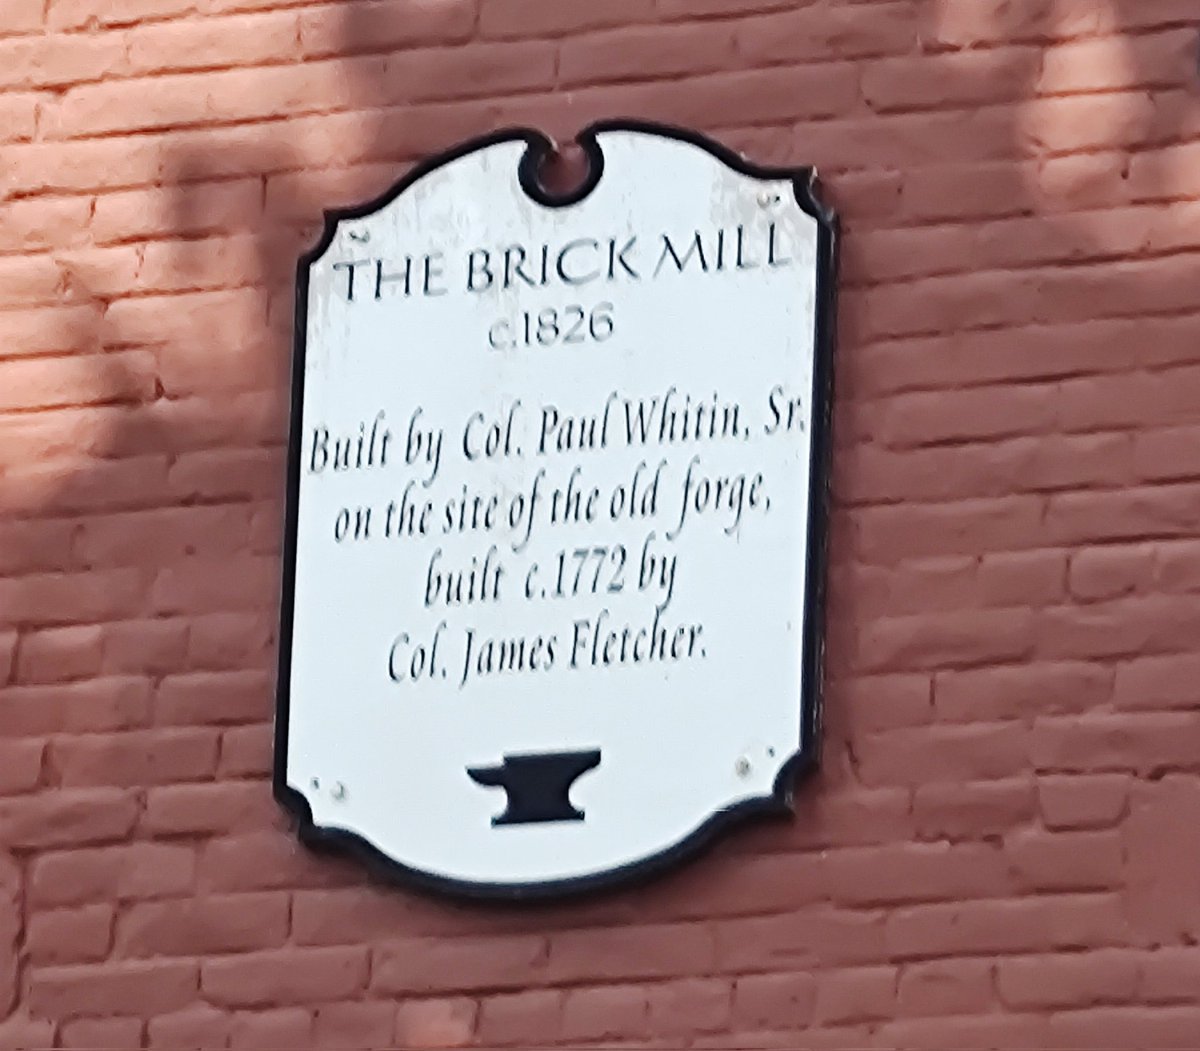 THE BRICK MILL
c.1826
Built by Col. Paul Whitin, Sr.
on the site of the old forge,
built c.1772 by
Col. James Fletcher.